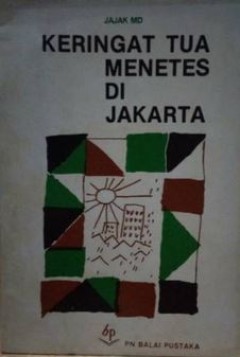 JAJAK MD
KERINGAT TUA
MENETES
DI
JAKARTA
bp
PN BALAI PUSTAKA